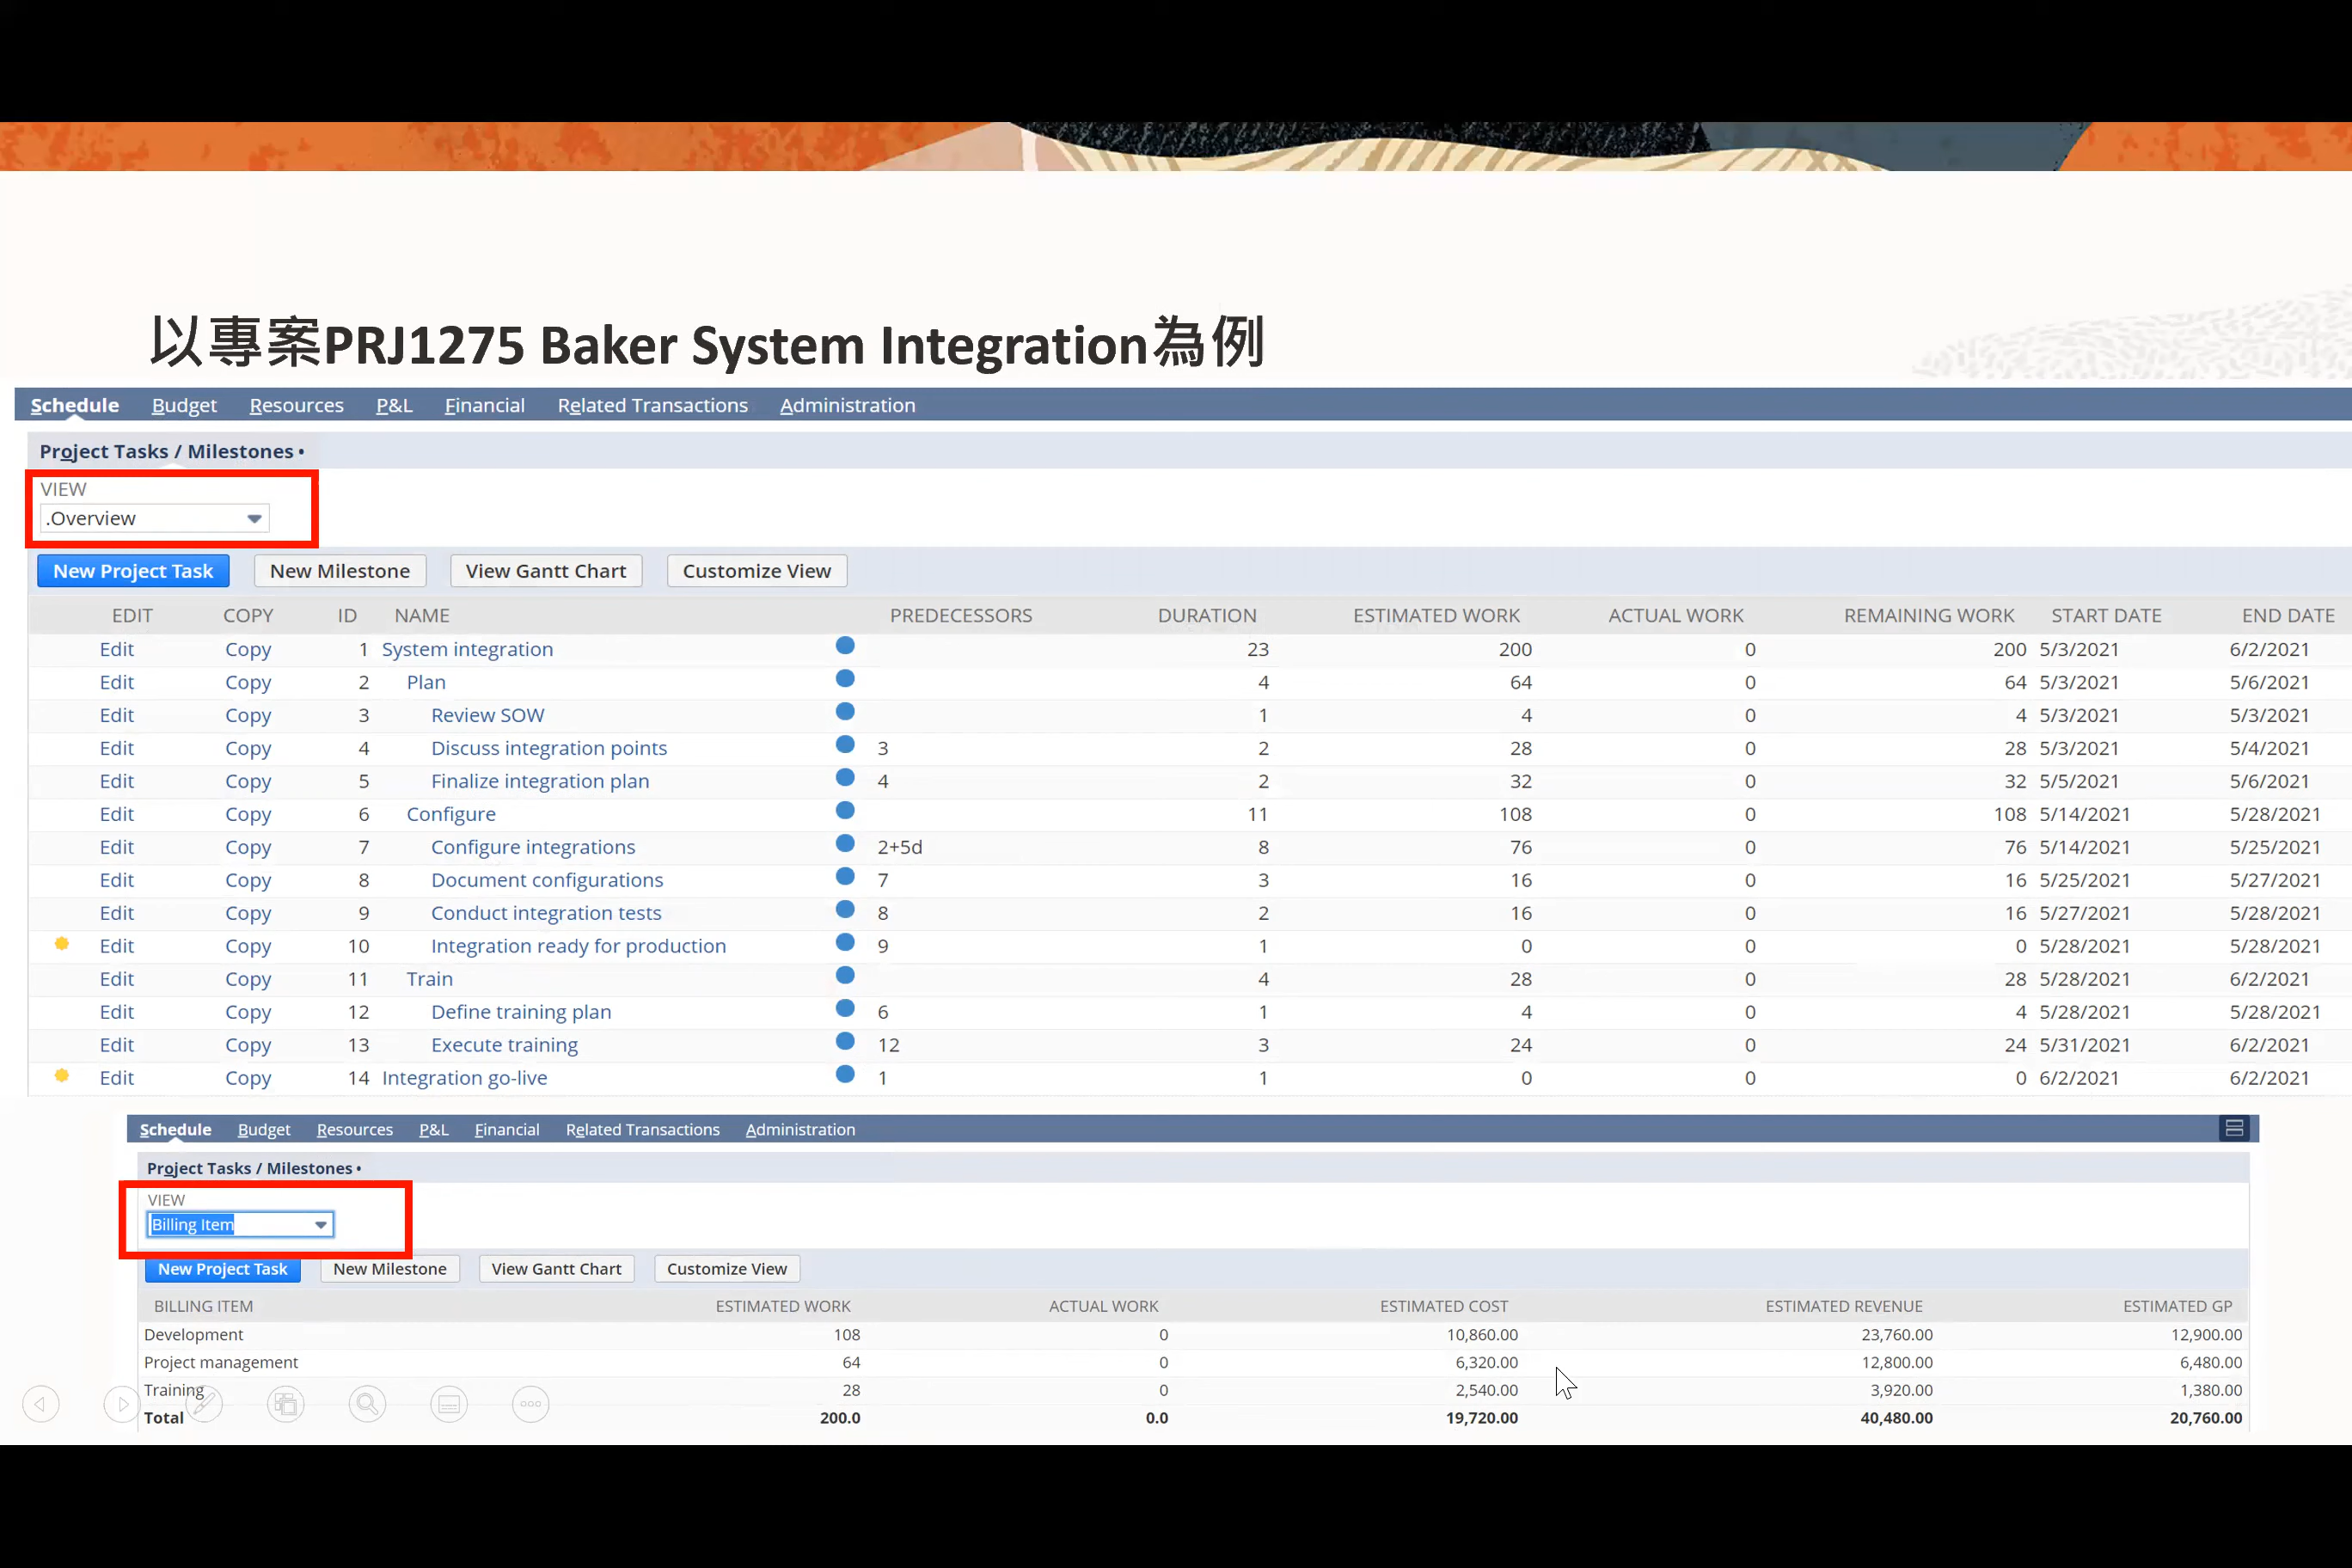 以專案PRJ1275 Baker System Integration為例
Schedule Budget Resources P&L Financial Related Transactions Administration
Project Tasks / Milestones •
VIEW
.Overview
New Project Task New Milestone View Gantt Chart Customize View
EDIT COPY ID NAME PREDECESSORS DURATION ESTIMATED WORK ACTUAL WORK REMAINING WORK START DATE END DATE
Edit Copy 1 System integration 23 200 0 200 5/3/2021 6/2/2021
Edit Copy 2 Plan 4 64 0 64 5/3/2021 5/6/2021
Edit Copy 3 Review SOW 1 4 0 4 5/3/2021 5/3/2021
Edit Copy 4 Discuss integration points 3 2 28 0 28 5/3/2021 5/4/2021
Edit Copy 5 Finalize integration plan 4 2 32 0 32 5/5/2021 5/6/2021
Edit Copy 6 Configure 11 108 0 108 5/14/2021 5/28/2021
Edit Copy 7 Configure integrations 2+5d 8 76 0 76 5/14/2021 5/25/2021
Edit Copy 8 Document configurations 7 3 16 0 16 5/25/2021 5/27/2021
Edit Copy 9 Conduct integration tests 8 2 16 0 16 5/27/2021 5/28/2021
Edit Copy 10 Integration ready for production 9 1 0 0 0 5/28/2021 5/28/2021
Edit Copy 11 Train 4 28 0 28 5/28/2021 6/2/2021
Edit Copy 12 Define training plan 6 1 4 0 4 5/28/2021 5/28/2021
Edit Copy 13 Execute training 12 3 24 0 24 5/31/2021 6/2/2021
Edit Copy 14 Integration go-live 1 1 0 0 0 6/2/2021 6/2/2021
Schedule Budget Resources P&L Financial Related Transactions Administration
Project Tasks / Milestones •
VIEW
Billing Item
New Project Task New Milestone View Gantt Chart Customize View
BILLING ITEM ESTIMATED WORK ACTUAL WORK ESTIMATED COST ESTIMATED REVENUE ESTIMATED GP
Development 108 0 10,860.00 23,760.00 12,900.00
Project management 64 0 6,320.00 12,800.00 6,480.00
Training 28 0 2,540.00 3,920.00 1,380.00
Total 200.0 0.0 19,720.00 40,480.00 20,760.00